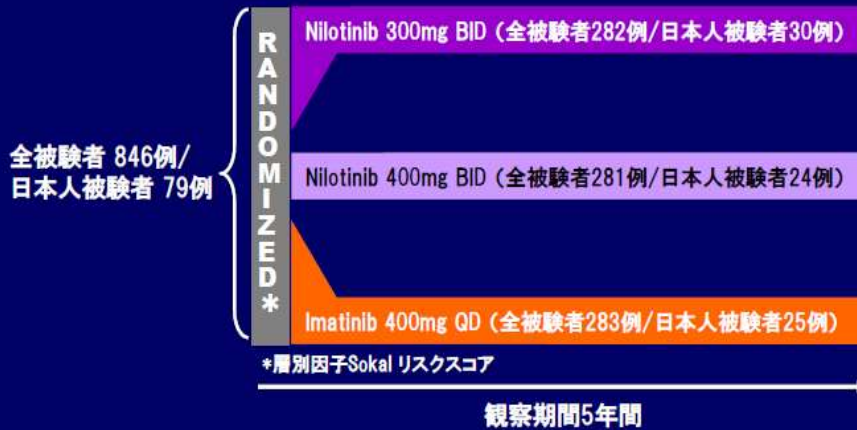 Nilotinib 300mg BID (全被験者282例/日本人被験者30例)
全被験者 846例/
日本人被験者 79例
RANDOMIZED*
Nilotinib 400mg BID (全被験者281例/日本人被験者24例)
Imatinib 400mg QD (全被験者283例/日本人被験者25例)
*層別因子Sokal リスクスコア
観察期間5年間